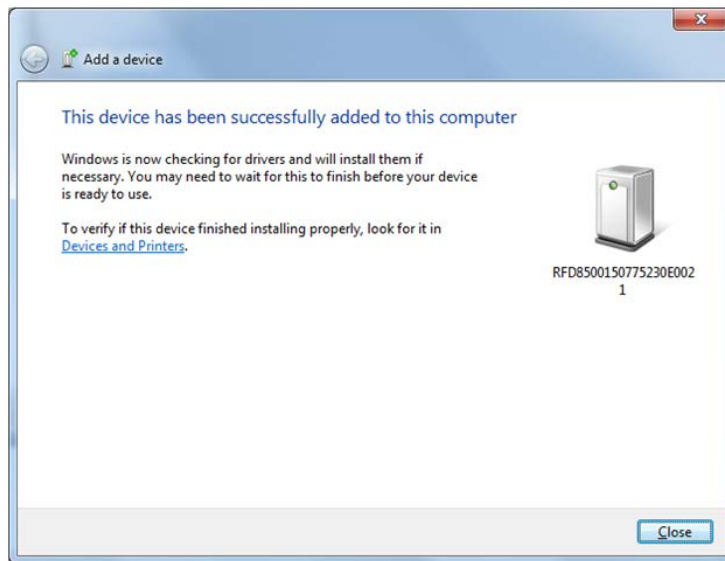 Add a device
This device has been successfully added to this computer
Windows is now checking for drivers and will install them if
necessary. You may need to wait for this to finish before your device
is ready to use.
To verify if this device finished installing properly, look for it in
Devices and Printers.
RFD8500150775230E002
1
Close